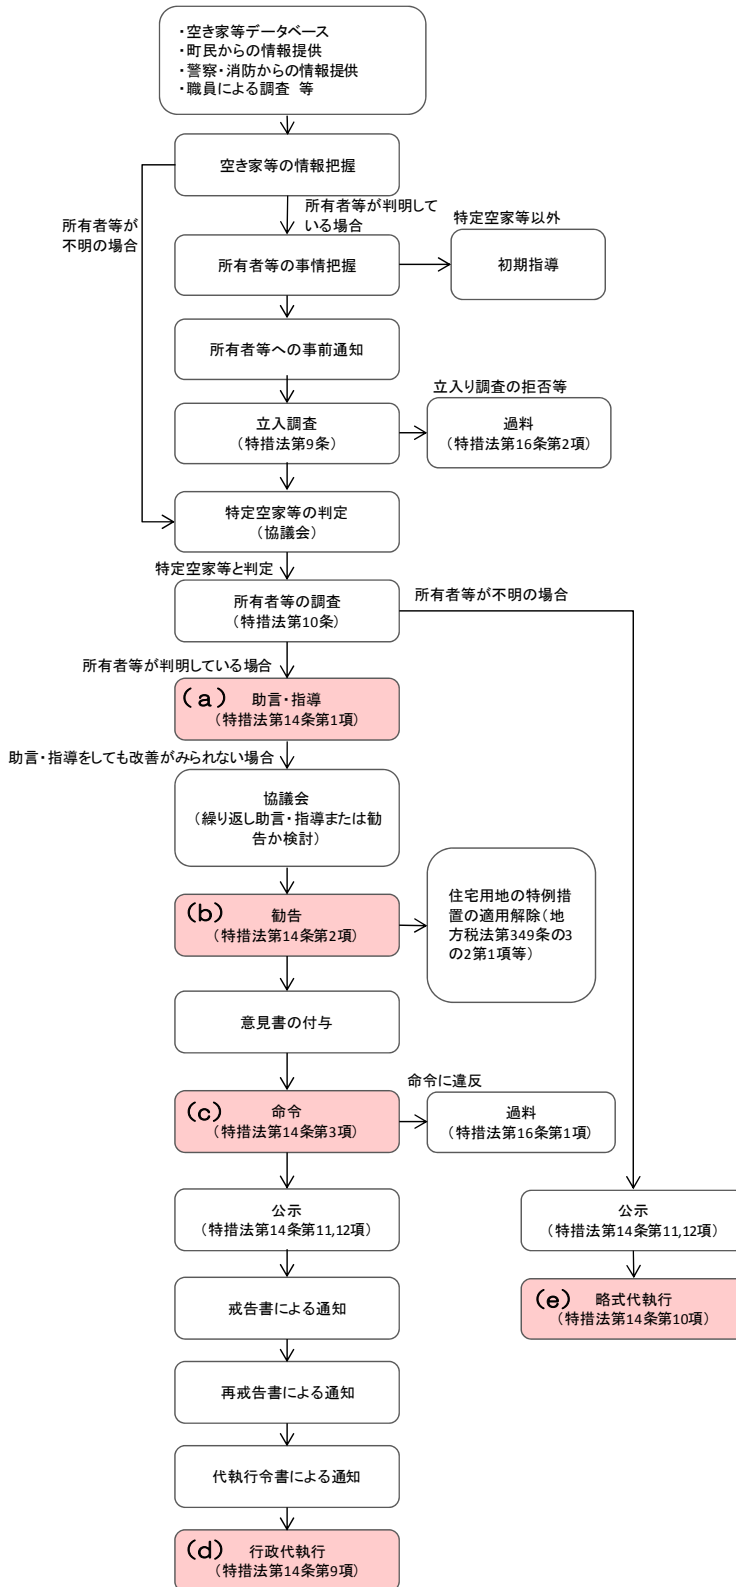 ・空き家等データベース
・町民からの情報提供
・警察・消防からの情報提供
・職員による調査 等
空き家等の情報把握
所有者等が
不明の場合
所有者等が判明して
いる場合
特定空家等以外
所有者等の事情把握
初期指導
所有者等への事前通知
立入り調査の拒否等
立入調査
(特措法第9条)
過料
(特措法第16条第2項)
特定空家等の判定
(協議会)
特定空家等と判定
所有者等の調査
(特措法第10条)
所有者等が不明の場合
所有者等が判明している場合
(a) 助言・指導
(特措法第14条第1項)
助言・指導をしても改善がみられない場合
協議会
(繰り返し助言・指導または勧
告か検討)
(b) 勧告
(特措法第14条第2項)
住宅用地の特例措
置の適用解除(地
方税法第349条の3
の2第1項等)
意見書の付与
命令に違反
(c) 命令
(特措法第14条第3項)
過料
(特措法第16条第1項)
公示
(特措法第14条第11,12項)
公示
(特措法第14条第11,12項)
戒告書による通知
(e) 略式代執行
(特措法第14条第10項)
再戒告書による通知
代執行令書による通知
(d) 行政代執行
(特措法第14条第9項)